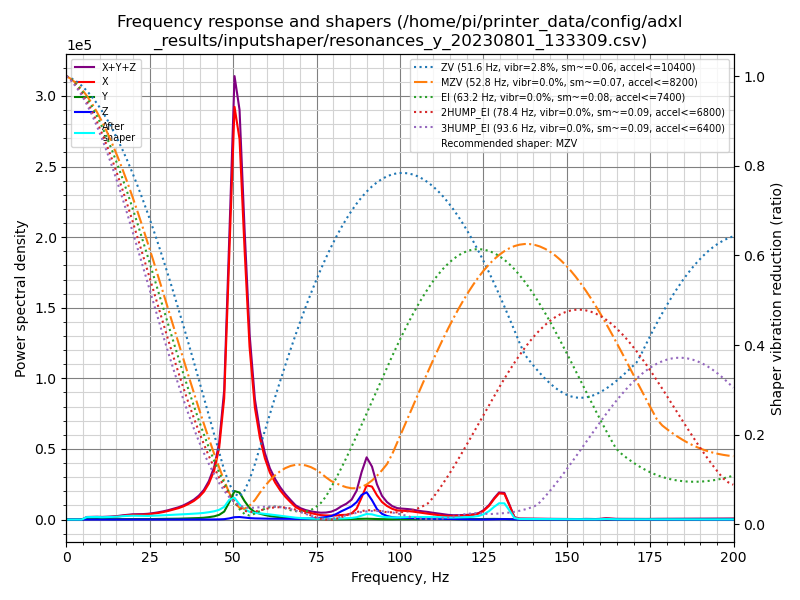 Frequency response and shapers (/home/pi/printer_data/config/adxl
_results/inputshaper/resonances_y_20230801_133309.csv)
1e5
X+Y+Z
X
Y
Z
After
shaper
ZV (51.6 Hz, vibr=2.8%, sm~=0.06, accel<=10400)
MZV (52.8 Hz, vibr=0.0%, sm~=0.07, accel<=8200)
EI (63.2 Hz, vibr=0.0%, sm~=0.08, accel<=7400)
2HUMP_EI (78.4 Hz, vibr=0.0%, sm~=0.09, accel<=6800)
3HUMP_EI (93.6 Hz, vibr=0.0%, sm~=0.09, accel<=6400)
Recommended shaper: MZV
3.0
2.5
2.0
1.5
1.0
0.5
0.0
Power spectral density
1.0
0.8
0.6
0.4
0.2
0.0
Shaper vibration reduction (ratio)
0 25 50 75 100 125 150 175 200
Frequency, Hz